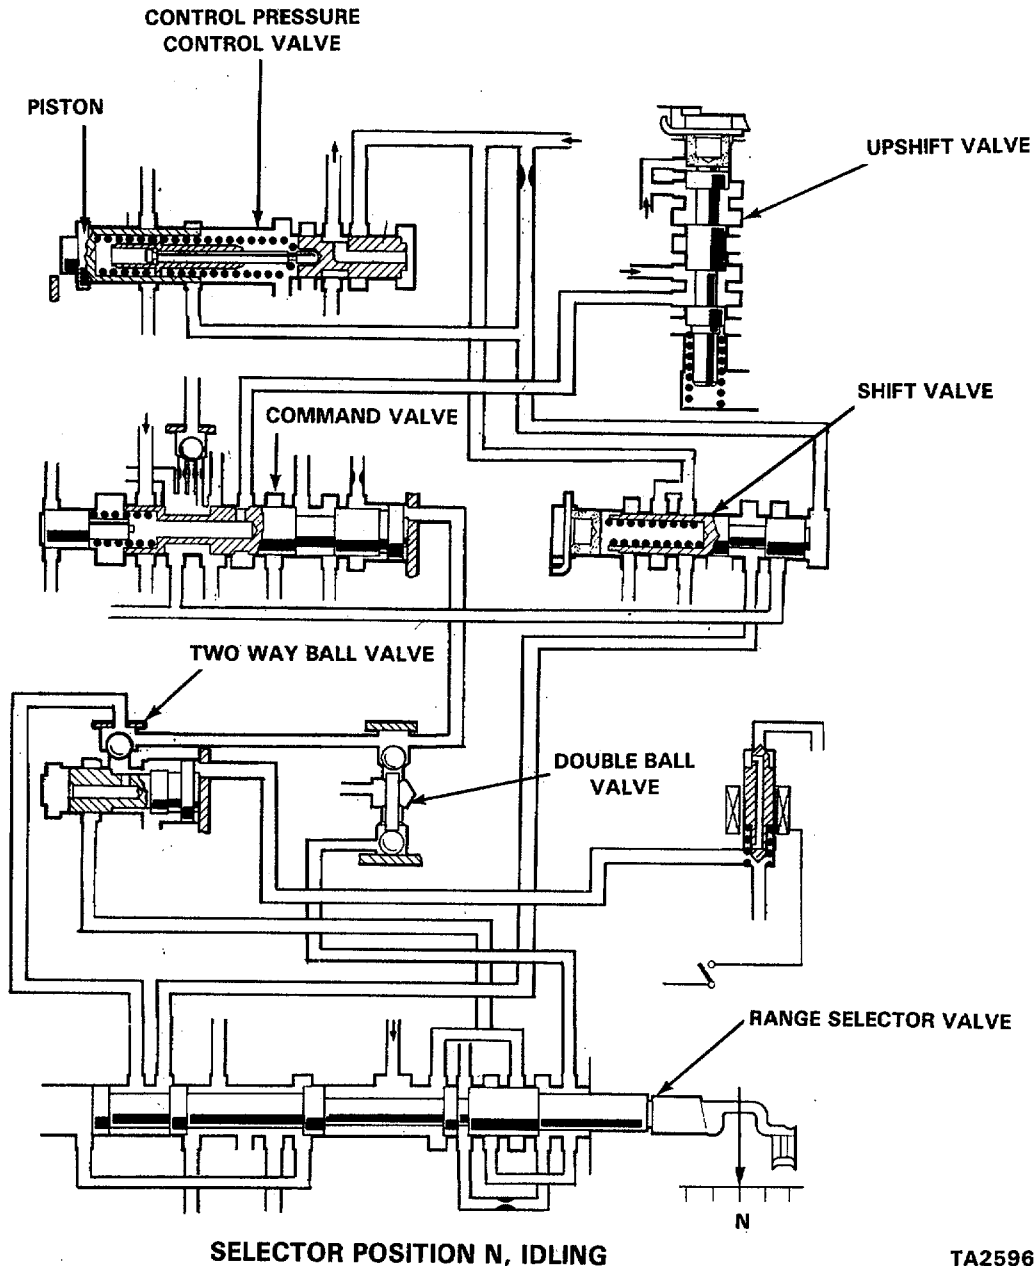 CONTROL PRESSURE
CONTROL VALVE
PISTON
UPSHIFT VALVE
SHIFT VALVE
COMMAND VALVE
TWO WAY BALL VALVE
DOUBLE BALL
VALVE
RANGE SELECTOR VALVE
N
SELECTOR POSITION N, IDLING
TA2596